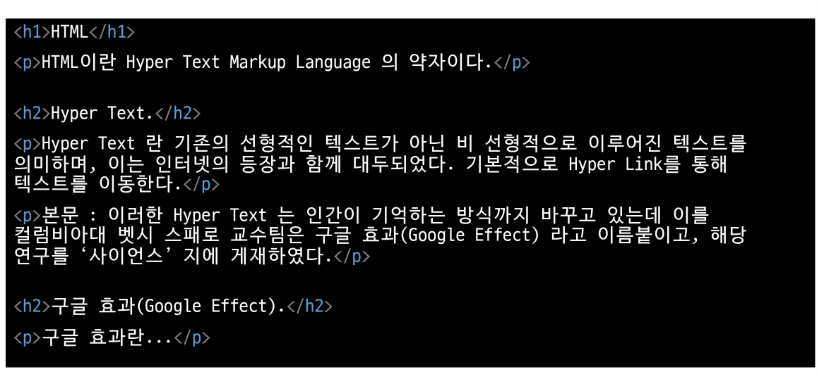 <h1>HTML</h1>
<p>HTML이란 Hyper Text Markup Language 의 약자이다.</p>
<h2>Hyper Text.</h2>
<p>Hyper Text 란 기존의 선형적인 텍스트가 아닌 비 선형적으로 이루어진 텍스트를
의미하며, 이는 인터넷의 등장과 함께 대두되었다. 기본적으로 Hyper Link를 통해
텍스트를 이동한다.</p>
<p>본문 : 이러한 Hyper Text 는 인간이 기억하는 방식까지 바꾸고 있는데 이를
컬럼비아대 벳시 스패로 교수팀은 구글 효과(Google Effect) 라고 이름붙이고, 해당
연구를 ‘사이언스’ 지에 게재하였다.</p>
<h2>구글 효과(Google Effect).</h2>
<p>구글 효과란...</p>